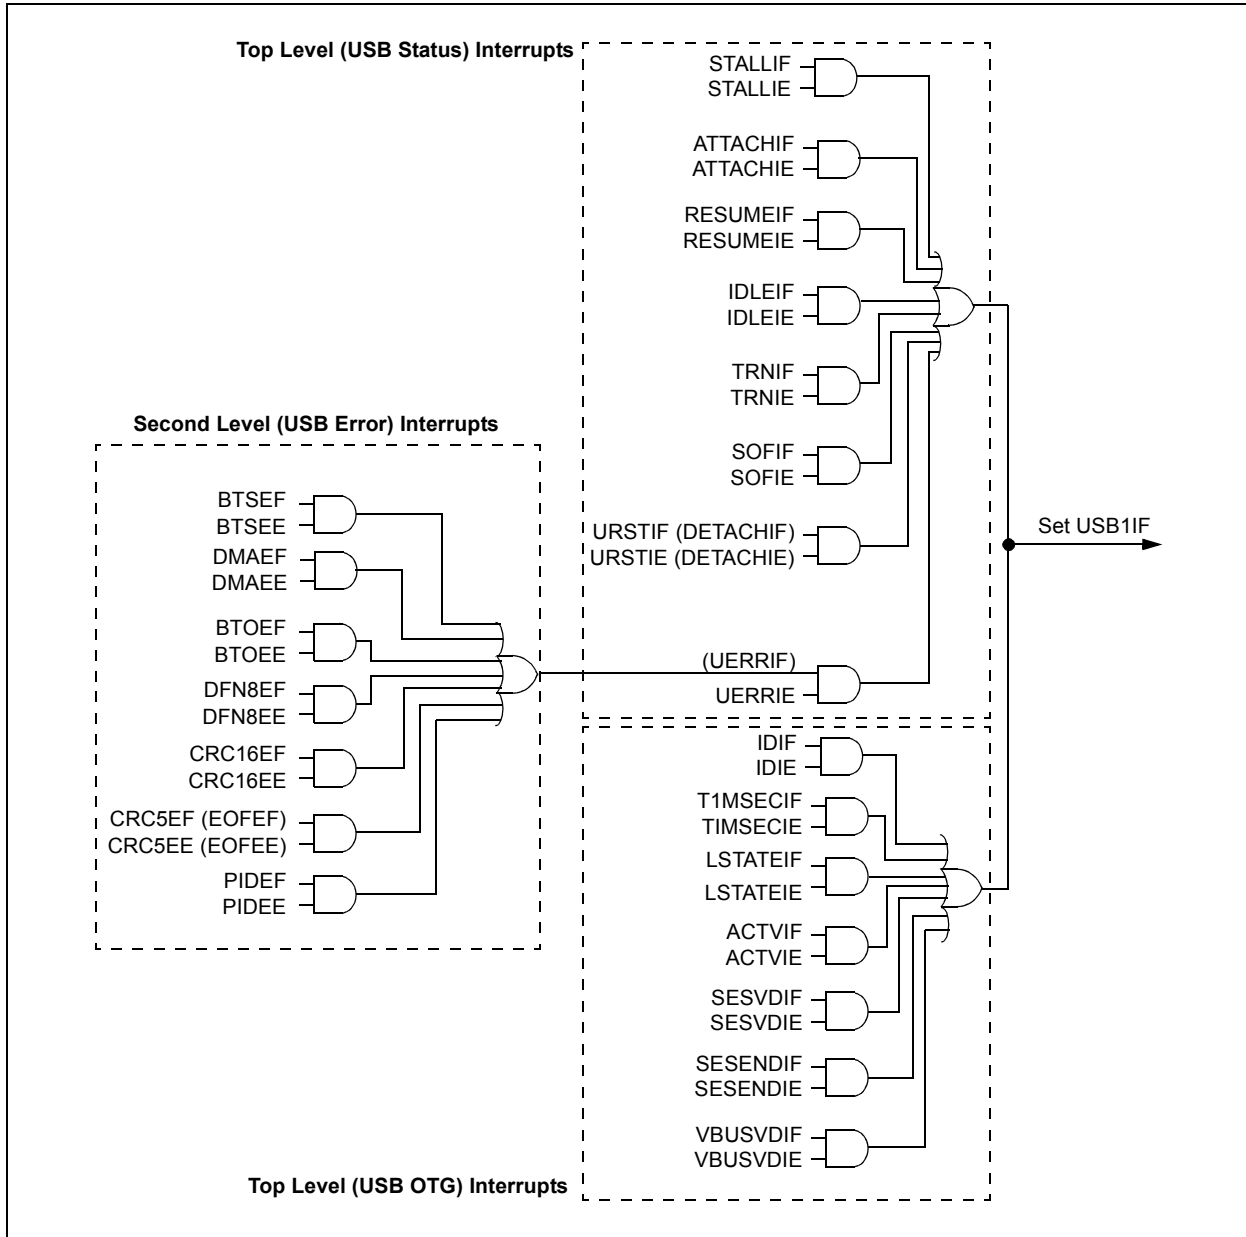 Top Level (USB Status) Interrupts
STALLIF
STALLIE
ATTACHIF
ATTACHIE
RESUMEIF
RESUMEIE
IDLEIF
IDLEIE
TRNIF
TRNIE
SOFIF
SOFIE
URSTIF (DETACHIF)
URSTIE (DETACHIE)
(UERRIF)
UERRIE
Second Level (USB Error) Interrupts
BTSEF
BTSEE
DMAEF
DMAEE
BTOEF
BTOEE
DFN8EF
DFN8EE
CRC16EF
CRC16EE
CRC5EF (EOFEF)
CRC5EE (EOFEE)
PIDEF
PIDEE
Set USB1IF
IDIF
IDIE
T1MSECIF
TIMSECIE
LSTATEIF
LSTATEIE
ACTVIF
ACTVIE
SESVDIF
SESVDIE
SESENDIF
SESENDIE
VBUSVDIF
VBUSVDIE
Top Level (USB OTG) Interrupts